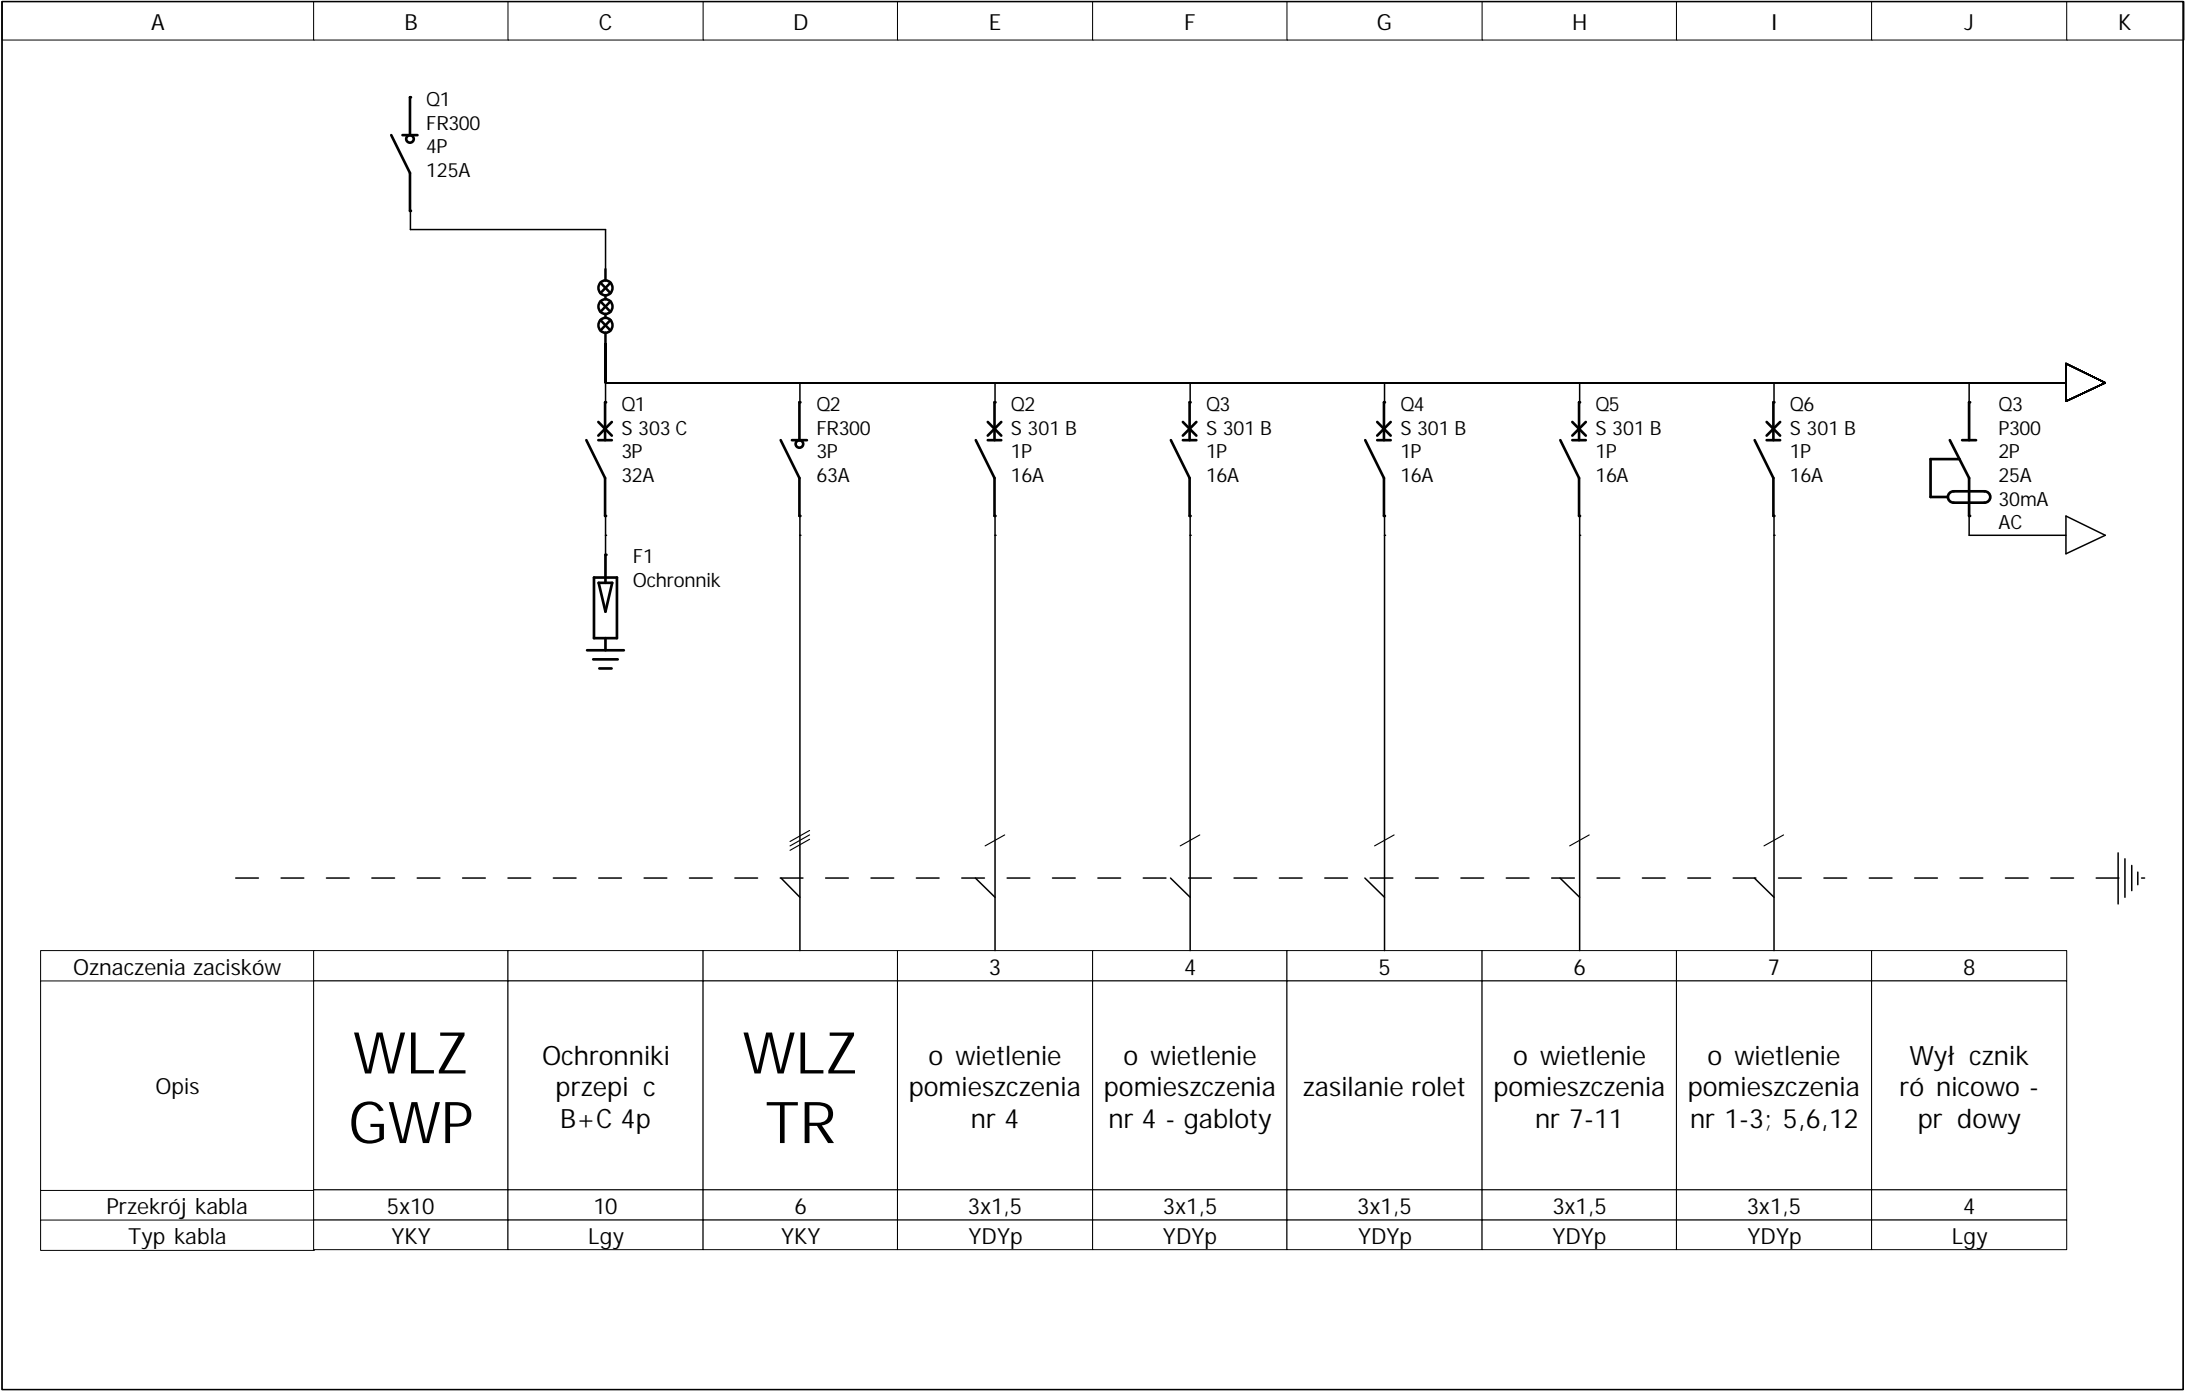 A B C D E F G H I J K
Q1
FR300
4P
125A
Q1
S 303 C
3P
32A
Q2
FR300
3P
63A
Q2
S 301 B
1P
16A
Q3
S 301 B
1P
16A
Q4
S 301 B
1P
16A
Q5
S 301 B
1P
16A
Q6
S 301 B
1P
16A
Q3
P300
2P
25A
30mA
AC
F1
Ochronnik
Oznaczenia zacisków 3 4 5 6 7 8
Opis
WLZ
GWP
Ochronniki
przepi c
B+C 4p
WLZ
TR
o wietlenie
pomieszczenia
nr 4
o wietlenie
pomieszczenia
nr 4 - gabloty
zasilanie rolet
o wietlenie
pomieszczenia
nr 7-11
o wietlenie
pomieszczenia
nr 1-3; 5,6,12
Wył cznik
ró nicowo -
pr dowy
Przekrój kabla 5x10 10 6 3x1,5 3x1,5 3x1,5 3x1,5 3x1,5 4
Typ kabla YKY Lgy YKY YDYp YDYp YDYp YDYp YDYp Lgy